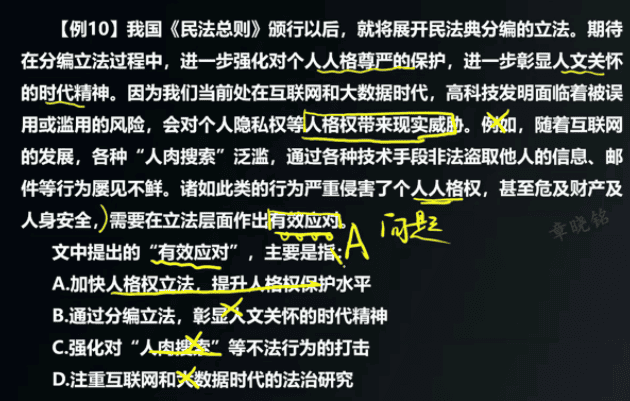 【例10】我国《民法总则》颁行以后，就将展开民法典分编的立法。期待
在分编立法过程中，进一步强化对个人人格尊严的保护，进一步彰显人文关怀
的时代精神。因为我们当前处在互联网和大数据时代，高科技发明面临着被误
用或滥用的风险，会对个人隐私权等人格权带来现实威胁。例如，随着互联网
的发展，各种“人肉搜索”泛滥，通过各种技术手段非法盗取他人的信息、邮
件等行为屡见不鲜。诸如此类的行为严重侵害了个人人格权，甚至危及财产及
人身安全，需要在立法层面作出有效应对。
问题
章晓铭
文中提出的“有效应对”，主要是指：A
A.加快人格权立法，提升人格权保护水平
B.通过分编立法，彰显人文关怀的时代精神
C.强化对“人肉搜索”等不法行为的打击
D.注重互联网和大数据时代的法治研究